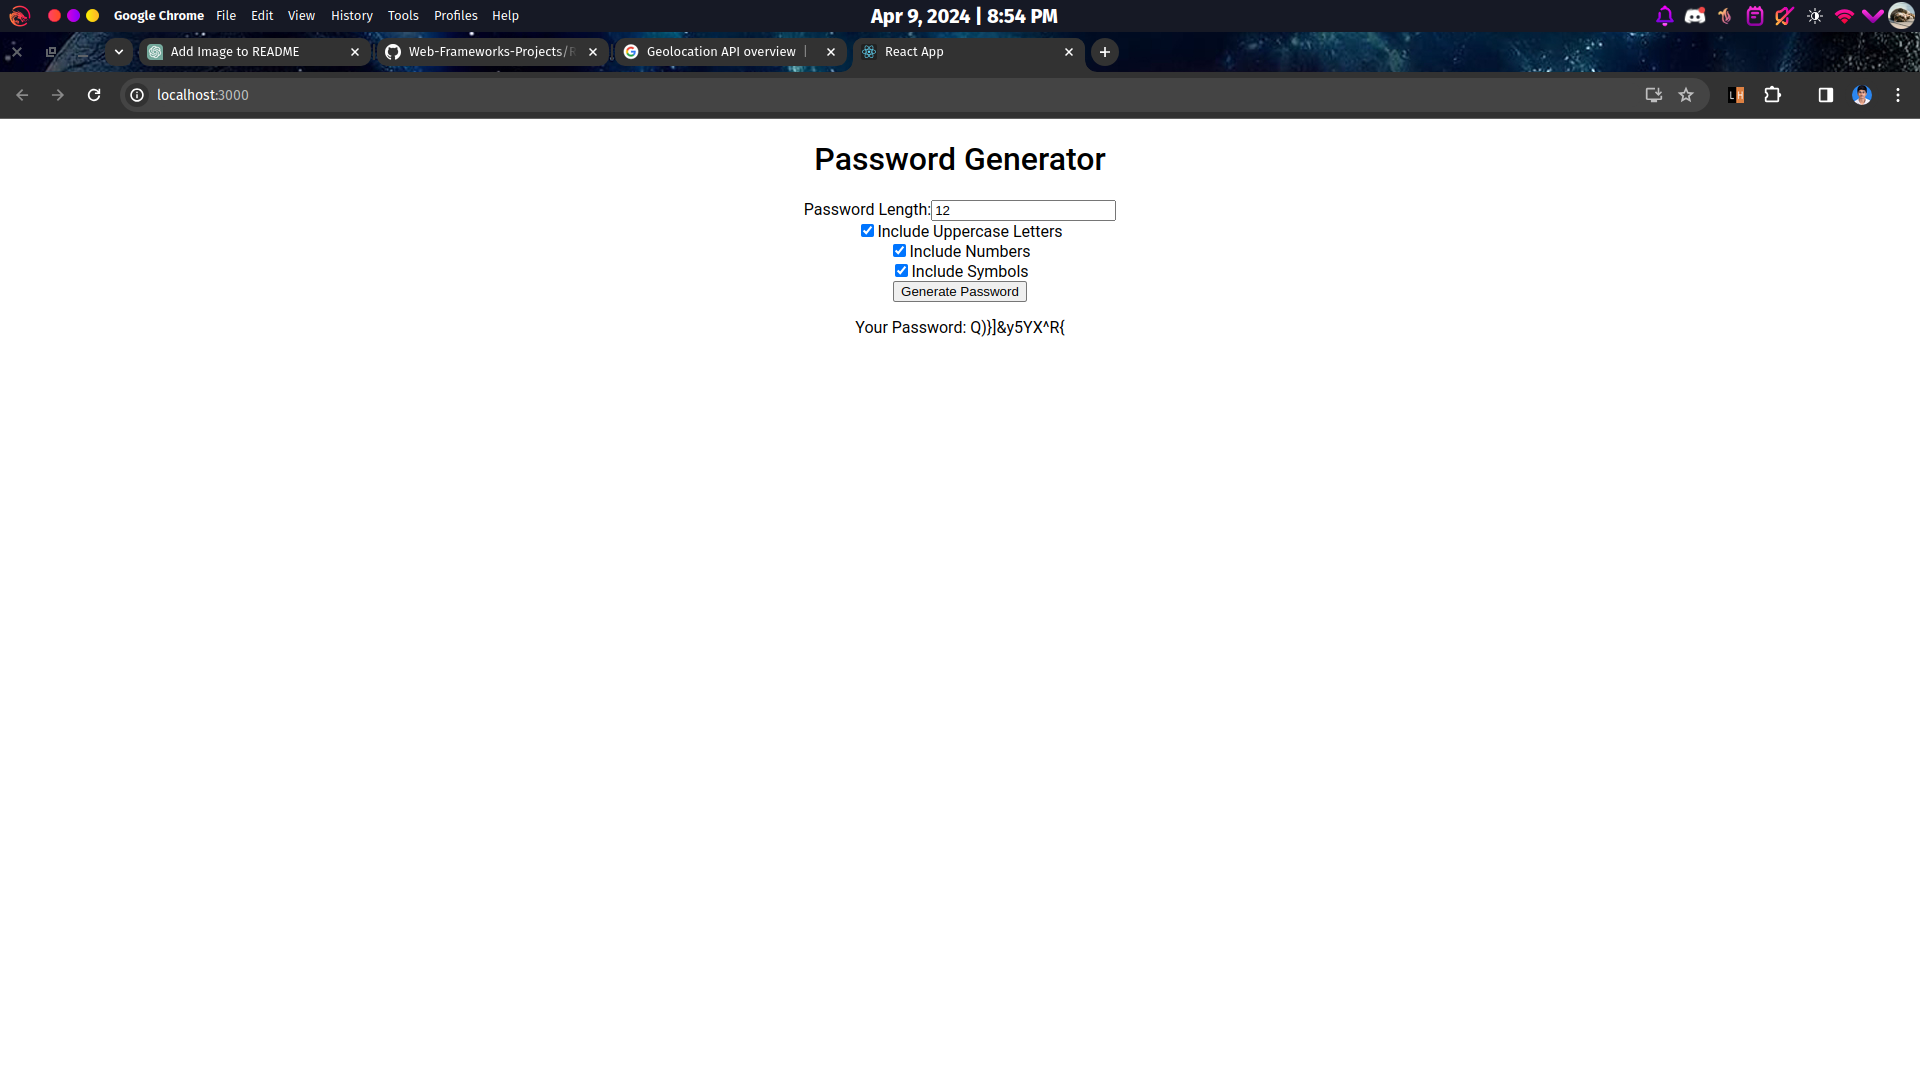 Google Chrome File Edit View History Tools Profiles Help Apr 9, 2024 | 8:54 PM
Add Image to README Web-Frameworks-Projects/R Geolocation API overview | React App
localhost:3000 L H
Password Generator
Password Length: 12
Include Uppercase Letters
Include Numbers
Include Symbols
Generate Password
Your Password: Q)}]&y5YX^R{